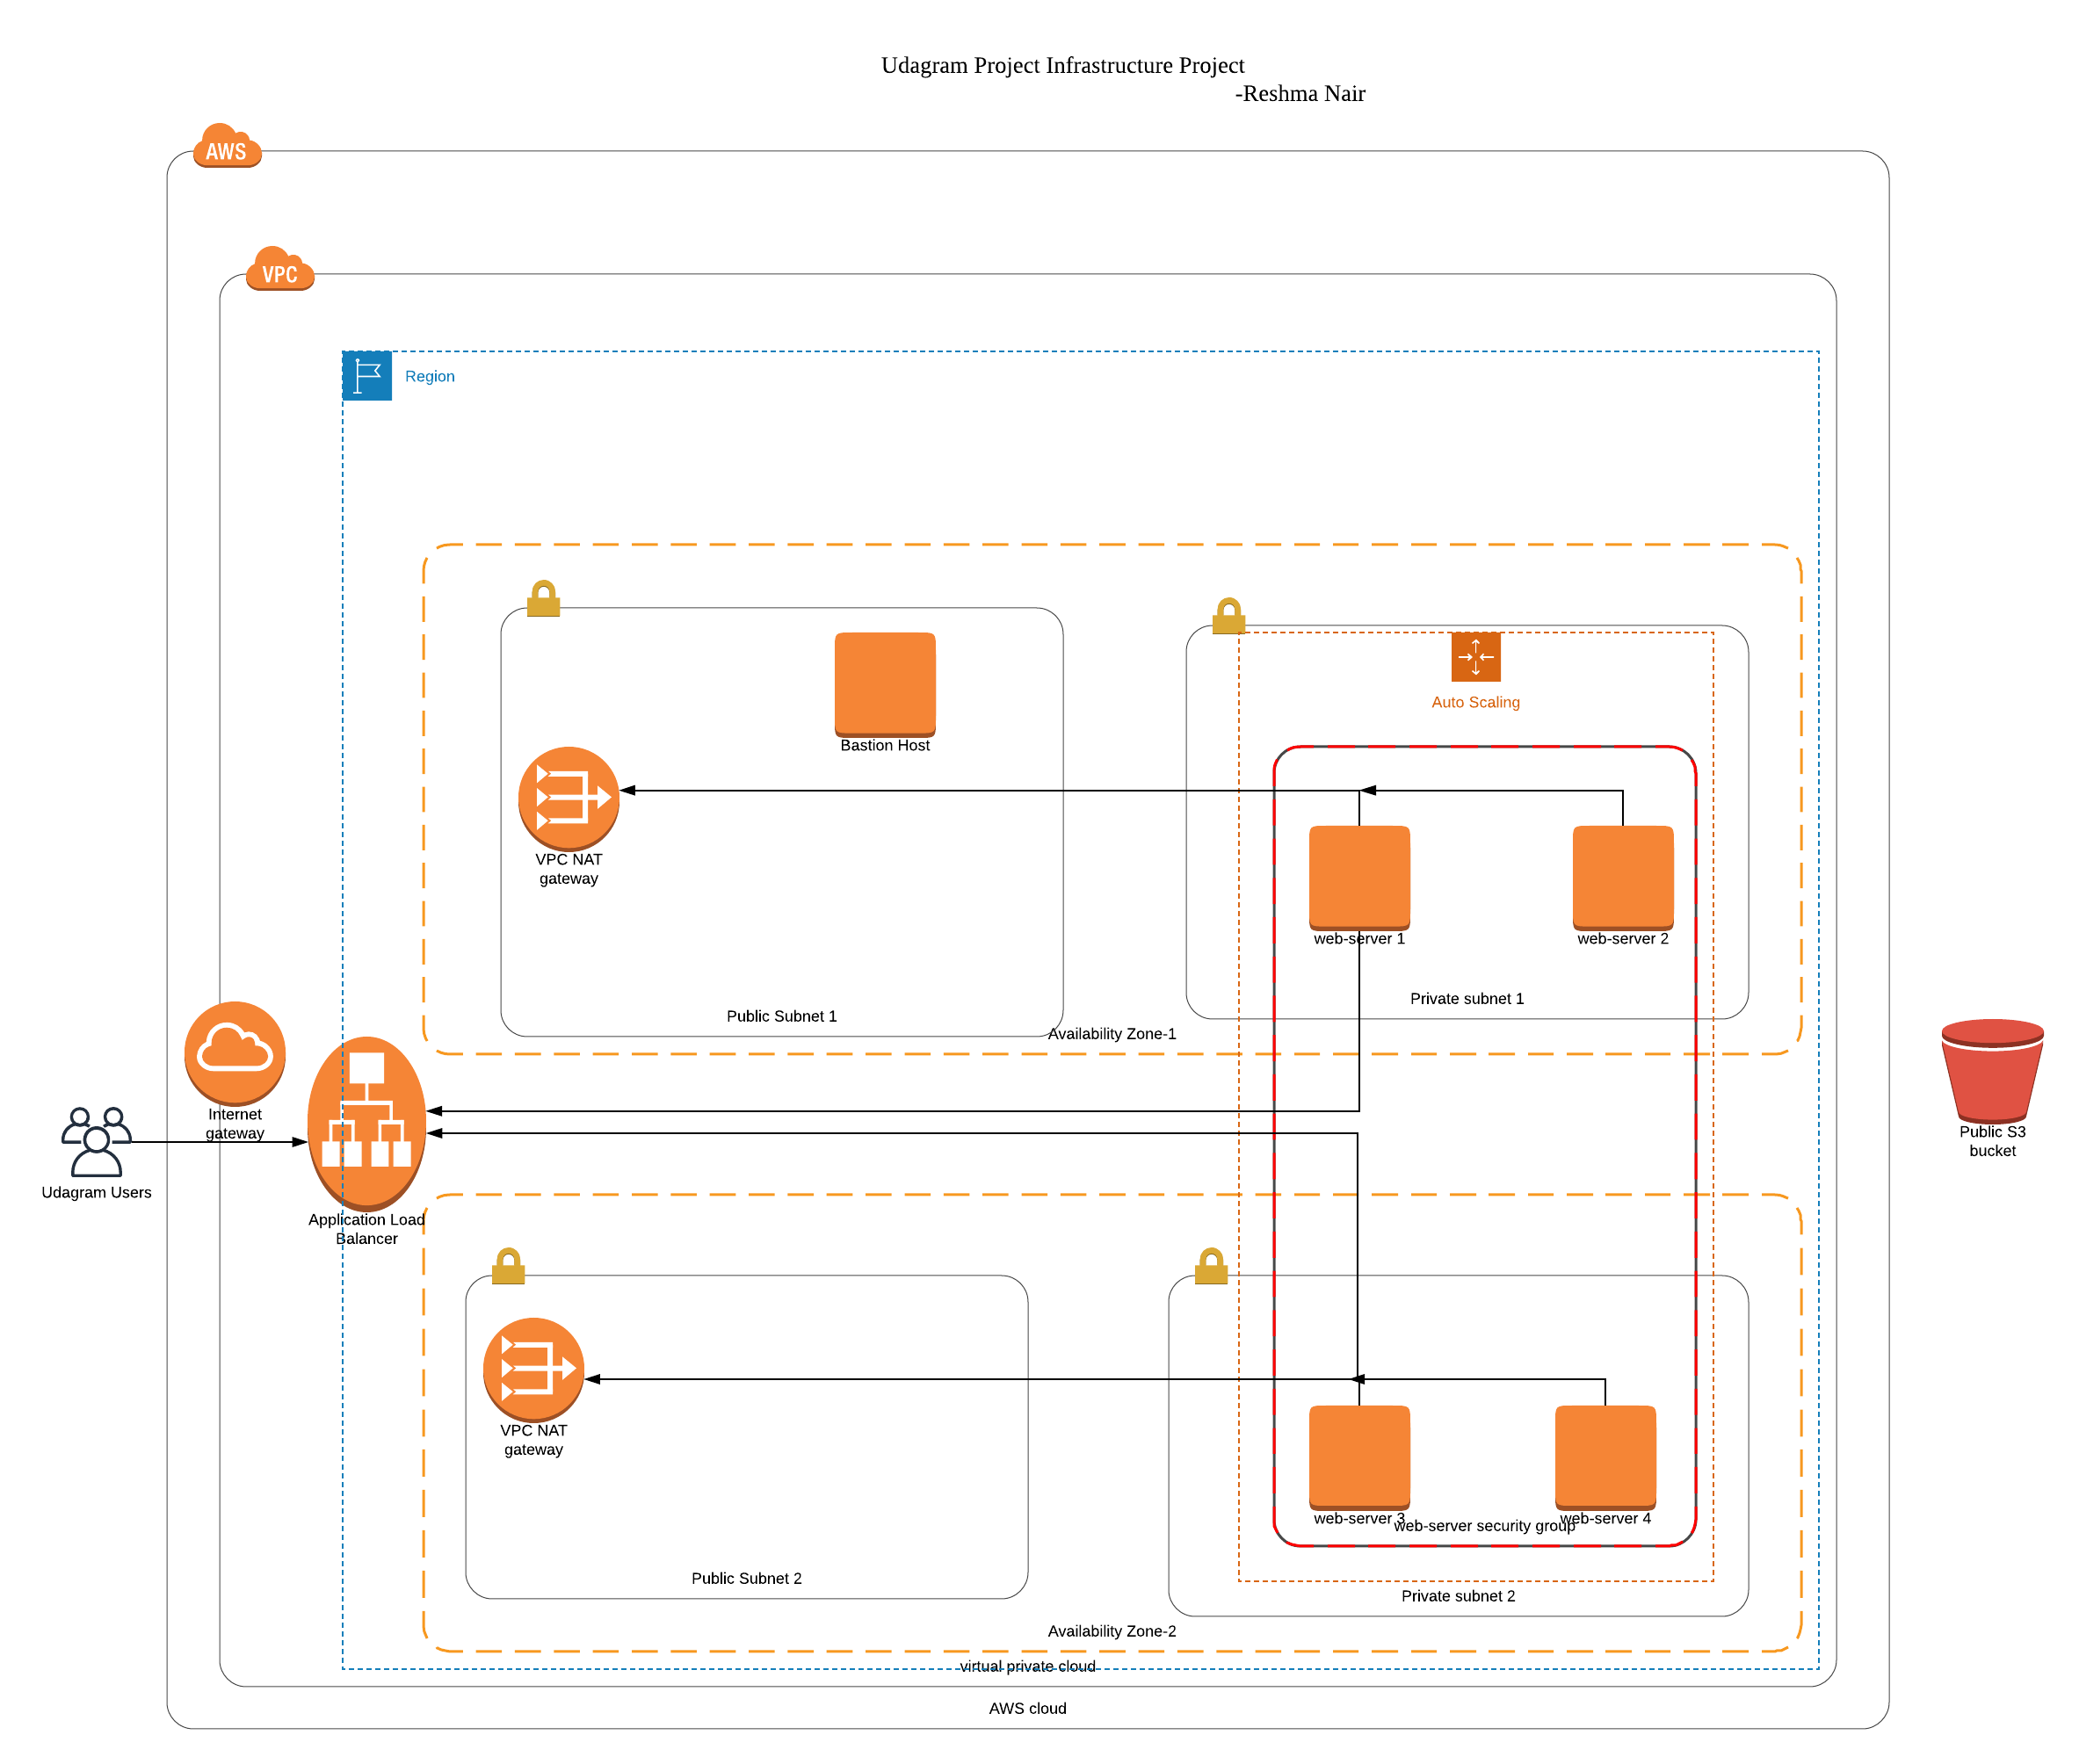 Udagram Project Infrastructure Project
-Reshma Nair
AWS
VPC
Region
Auto Scaling
Bastion Host
VPC NAT
gateway
web-server 1
web-server 2
Private subnet 1
Public Subnet 1
Availability Zone-1
Internet
gateway
Udagram Users
Application Load
Balancer
Public S3
bucket
VPC NAT
gateway
web-server 3
web-server 4
web-server security group
Public Subnet 2
Private subnet 2
Availability Zone-2
virtual private cloud
AWS cloud